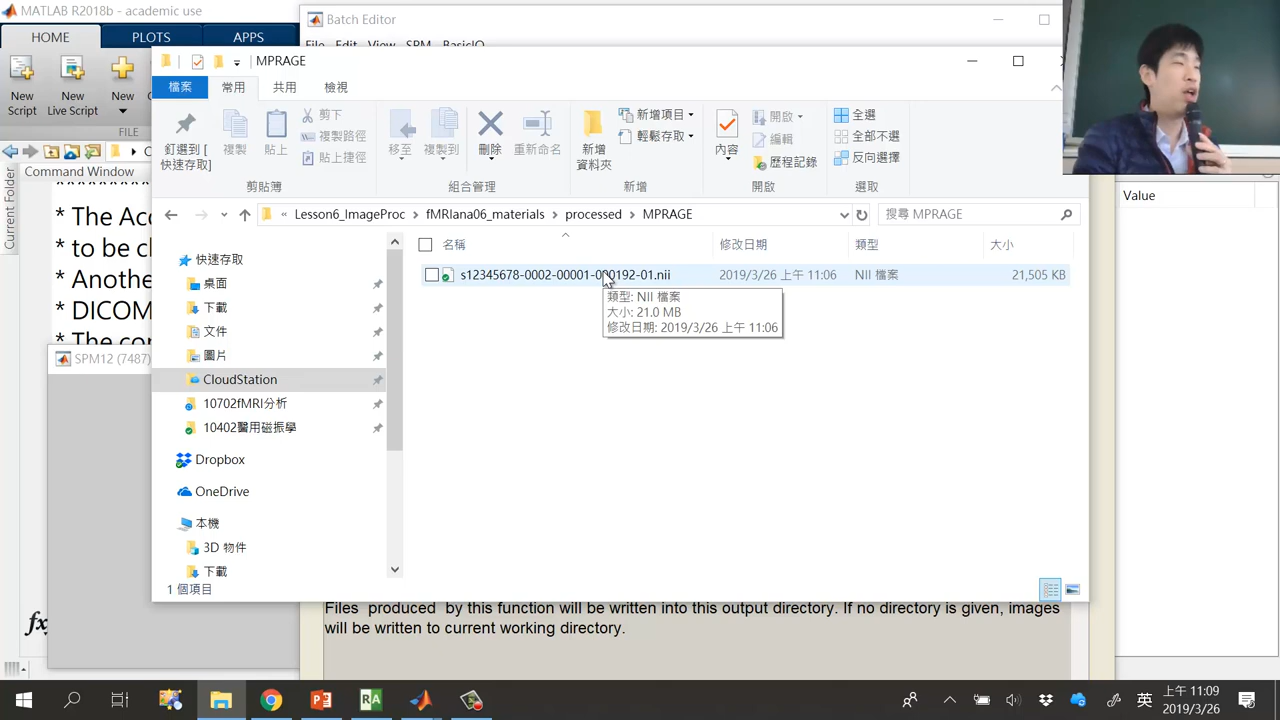 MATLAB R2018b - academic use
HOME
PLOTS
APPS
New
Script
New
Live Script
New
FILE
Current Folder
Command Window
* The Acc
* to be cl
* Anothe
* DICOM
* The co
SPM12 (7487)
Batch Editor
File Edit View SPM BasicIO
MPRAGE
檔案
常用
共用
檢視
釘選到 [
快速存取]
複製
貼上
剪下
複製路徑
貼上捷徑
剪貼簿
移至
複製到
刪除
重新命名
組合管理
新增
資料夾
新增項目
輕鬆存取
新增
內容
開啟
編輯
歷程記錄
開啟
全選
全部不選
反向選擇
選取
« Lesson6_ImageProc > fMRIana06_materials > processed > MPRAGE
搜尋 MPRAGE
名稱
修改日期
類型
大小
s12345678-0002-00001-000192-01.nii
2019/3/26 上午 11:06
NII 檔案
21,505 KB
類型: NII 檔案
大小: 21.0 MB
修改日期: 2019/3/26 上午 11:06
快速存取
桌面
下載
文件
圖片
CloudStation
10702fMRI分析
10402醫用磁振學
Dropbox
OneDrive
本機
3D 物件
下載
1 個項目
Value
fx
Files produced by this function will be written into this output directory. If no directory is given, images
will be written to current working directory.
英
上午 11:09
2019/3/26